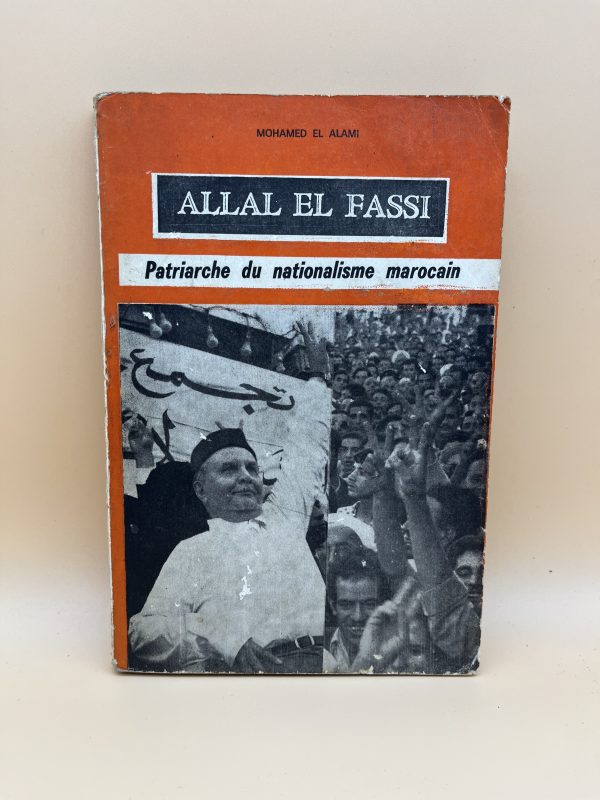 MOHAMED EL ALAMI
ALLAL EL FASSI
Patriarche du nationalisme marocain
تجمع